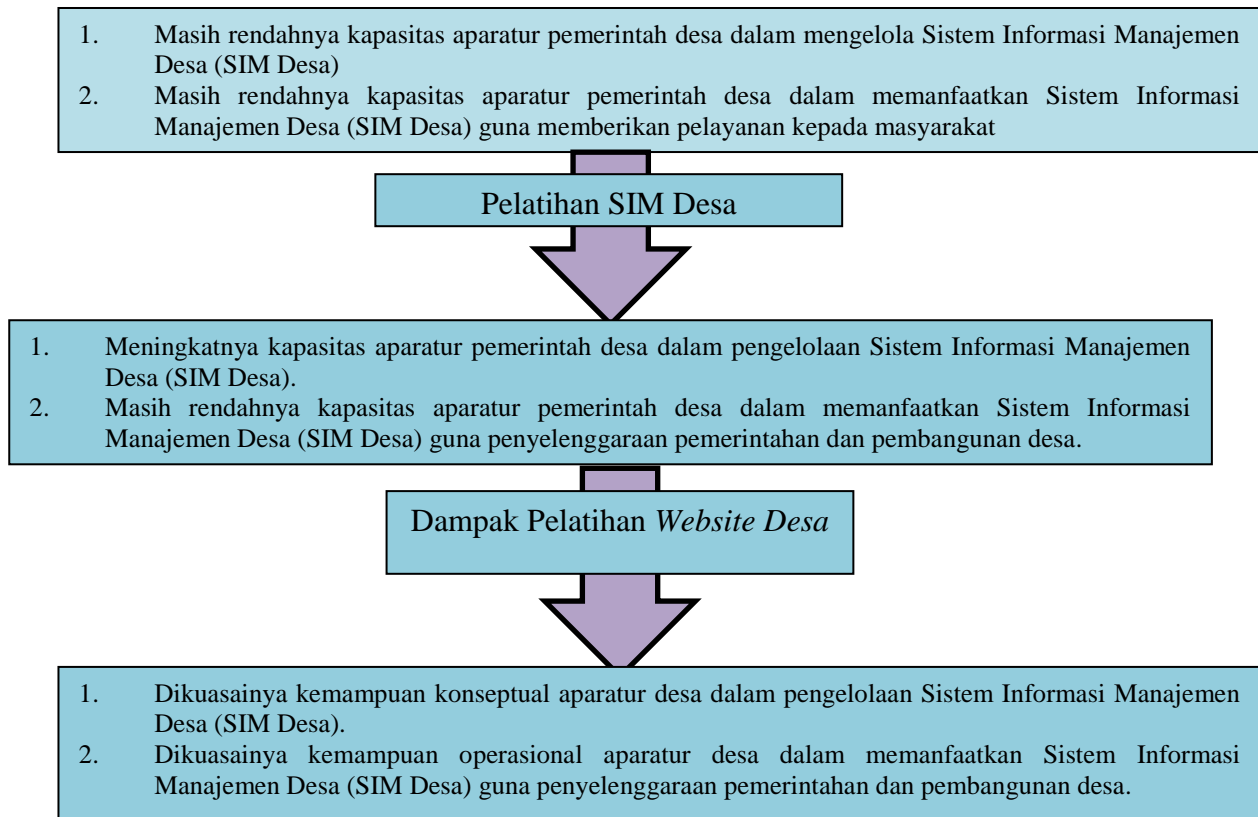 1. Masih rendahnya kapasitas aparatur pemerintah desa dalam mengelola Sistem Informasi Manajemen
Desa (SIM Desa)
2. Masih rendahnya kapasitas aparatur pemerintah desa dalam memanfaatkan Sistem Informasi
Manajemen Desa (SIM Desa) guna memberikan pelayanan kepada masyarakat
Pelatihan SIM Desa
1. Meningkatnya kapasitas aparatur pemerintah desa dalam pengelolaan Sistem Informasi Manajemen
Desa (SIM Desa).
2. Masih rendahnya kapasitas aparatur pemerintah desa dalam memanfaatkan Sistem Informasi
Manajemen Desa (SIM Desa) guna penyelenggaraan pemerintahan dan pembangunan desa.
Dampak Pelatihan Website Desa
1. Dikuasainya kemampuan konseptual aparatur desa dalam pengelolaan Sistem Informasi Manajemen
Desa (SIM Desa).
2. Dikuasainya kemampuan operasional aparatur desa dalam memanfaatkan Sistem Informasi
Manajemen Desa (SIM Desa) guna penyelenggaraan pemerintahan dan pembangunan desa.